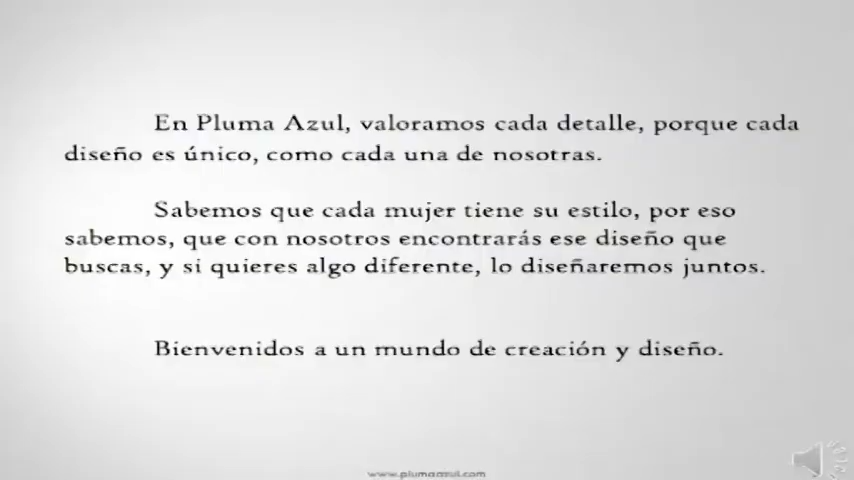 En Pluma Azul, valoramos cada detalle, porque cada
diseño es único, como cada una de nosotras.
Sabemos que cada mujer tiene su estilo, por eso
sabemos, que con nosotros encontrarás ese diseño que
buscas, y si quieres algo diferente, lo diseñaremos juntos.
Bienvenidos a un mundo de creación y diseño.
www.plumaazul.com